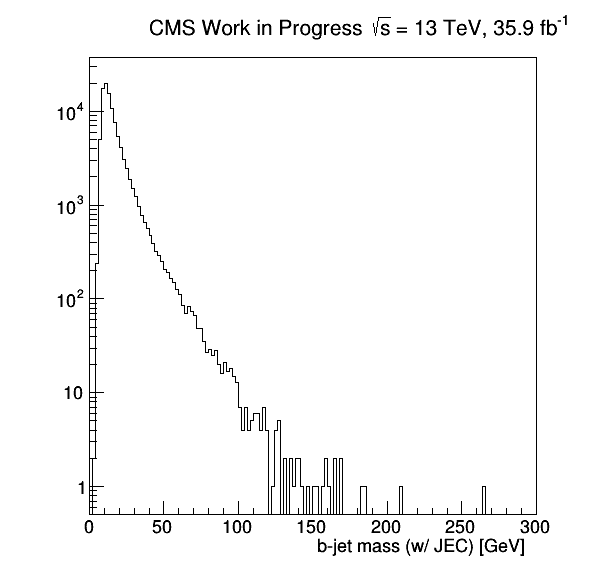 CMS Work in Progress √s = 13 TeV, 35.9 fb⁻¹
10⁴
10³
10²
10
1
0 50 100 150 200 250 300
b-jet mass (w/ JEC) [GeV]